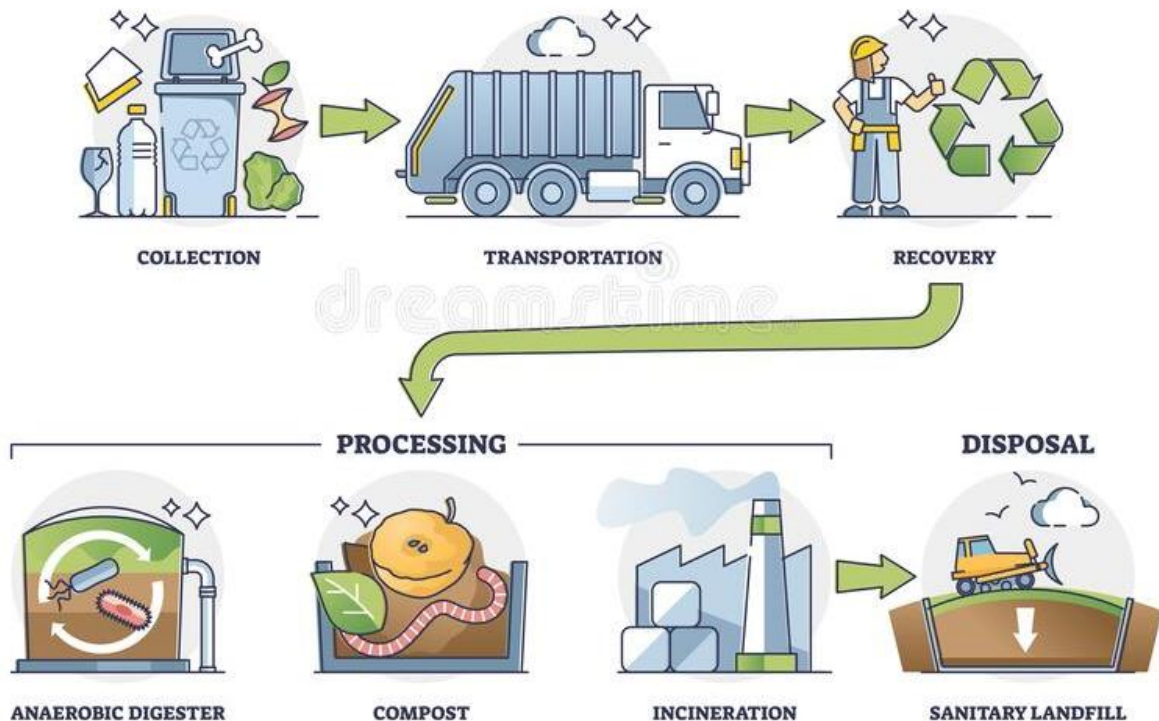 COLLECTION
TRANSPORTATION
RECOVERY
dreamstime.
PROCESSING
DISPOSAL
ANAEROBIC DIGESTER
COMPOST
INCINERATION
SANITARY LANDFILL